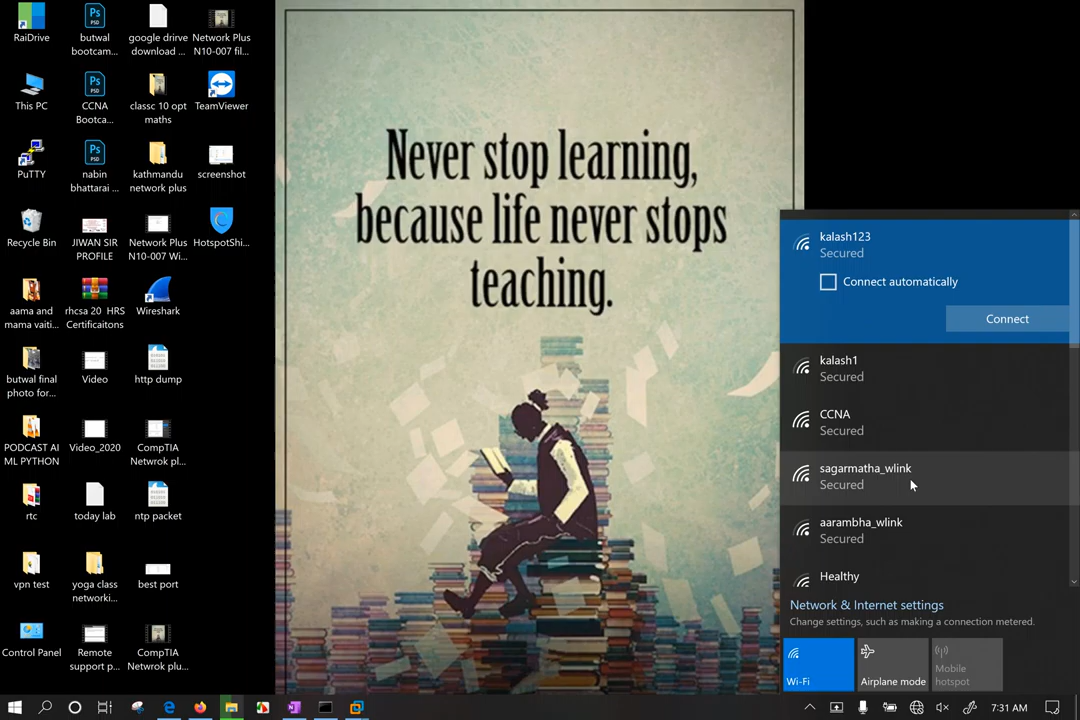 RaiDrive
butwal
bootcam...
google drirve
download ...
Network Plus
N10-007 fil...
This PC
CCNA
Bootca...
classc 10 opt
maths
TeamViewer
PuTTY
nabin
bhattarai ...
kathmandu
network plus
screenshot
Recycle Bin
JIWAN SIR
PROFILE
Network Plus
N10-007 Wi...
HotspotShi...
aama and
mama vaiti...
rhcsa 20 HRS
Certificaitons
Wireshark
butwal final
photo for...
Video
http dump
PODCAST AI
ML PYTHON
Video_2020
CompTIA
Netwrok pl...
rtc
today lab
ntp packet
vpn test
yoga class
networki...
best port
Control Panel
Remote
support p...
CompTIA
Netwrok plu...
Never stop learning,
because life never stops
teaching.
kalash123
Secured
Connect automatically
Connect
kalash1
Secured
CCNA
Secured
sagarmatha_wlink
Secured
aarambha_wlink
Secured
Healthy
Network & Internet settings
Change settings, such as making a connection metered.
Wi-Fi
Airplane mode
Mobile
hotspot
7:31 AM